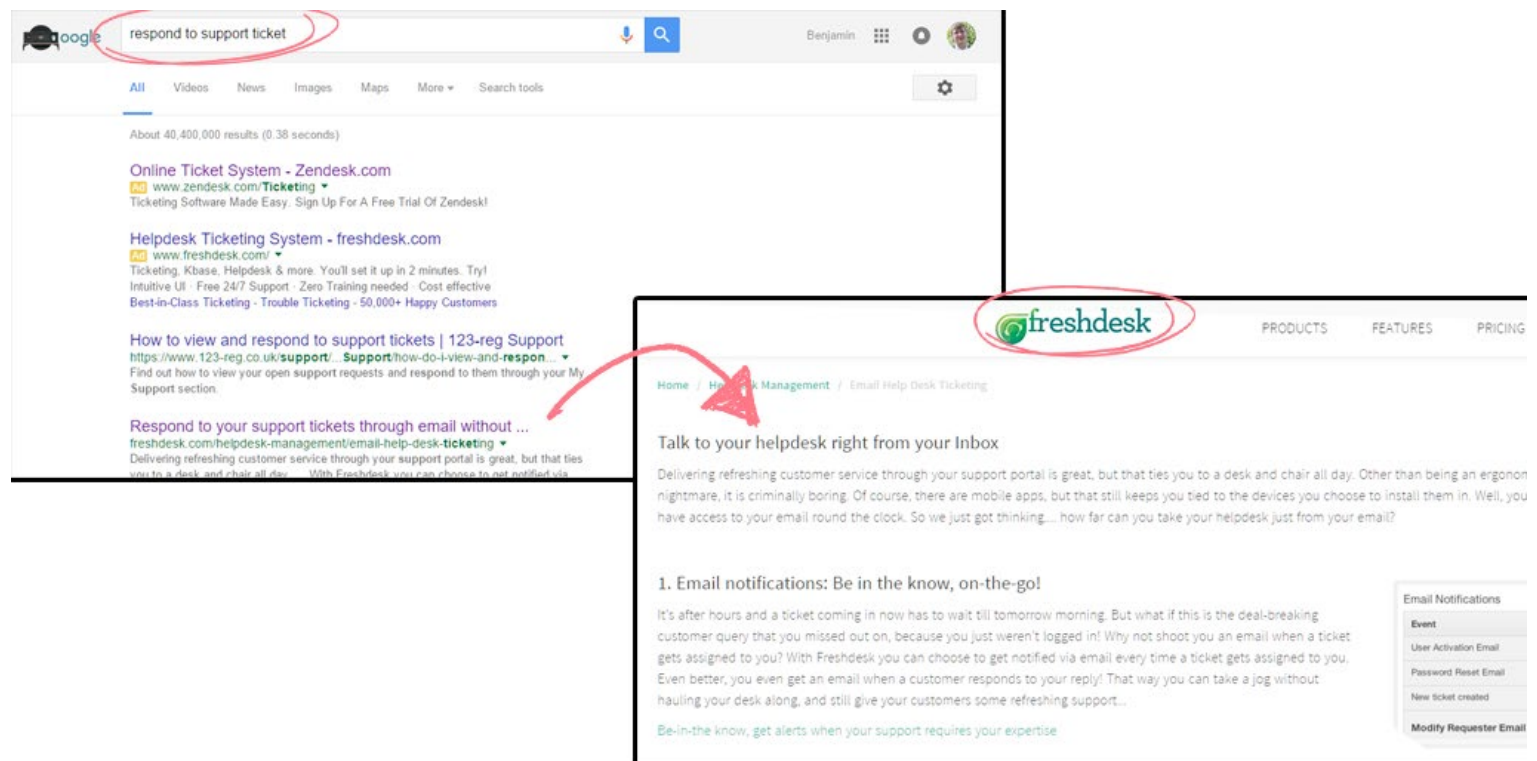 oogle
respond to support ticket
Benjamin
All Videos News Images Maps More Search tools
About 40,400,000 results (0.38 seconds)
Online Ticket System - Zendesk.com
Ad www.zendesk.com/Ticketing
Ticketing Software Made Easy. Sign Up For A Free Trial Of Zendesk!
Helpdesk Ticketing System - freshdesk.com
Ad www.freshdesk.com/
Ticketing, Kbase, Helpdesk & more. You'll set it up in 2 minutes. Try!
Intuitive UI · Free 24/7 Support · Zero Training needed · Cost effective
Best-in-Class Ticketing - Trouble Ticketing - 50,000+ Happy Customers
How to view and respond to support tickets | 123-reg Support
https://www.123-reg.co.uk/support/...Support/how-do-i-view-and-respon...
Find out how to view your open support requests and respond to them through your My
Support section.
Respond to your support tickets through email without ...
freshdesk.com/helpdesk-management/email-help-desk-ticketing
Delivering refreshing customer service through your support portal is great, but that ties
you to a desk and chair all day. ... With Freshdesk you can choose to get notified via
freshdesk
PRODUCTS FEATURES PRICING
Home / Management / Email Help Desk Ticketing
Talk to your helpdesk right from your Inbox
Delivering refreshing customer service through your support portal is great, but that ties you to a desk and chair all day. Other than being an ergonom
nightmare, it is criminally boring. Of course, there are mobile apps, but that still keeps you tied to the devices you choose to install them in. Well, you
have access to your email round the clock. So we just got thinking.... how far can you take your helpdesk just from your email?
1. Email notifications: Be in the know, on-the-go!
It's after hours and a ticket coming in now has to wait till tomorrow morning. But what if this is the deal-breaking
customer query that you missed out on, because you just weren't logged in! Why not shoot you an email when a ticket
gets assigned to you? With Freshdesk you can choose to get notified via email every time a ticket gets assigned to you.
Even better, you even get an email when a customer responds to your reply! That way you can take a jog without
hauling your desk along, and still give your customers some refreshing support...
Be-in-the know, get alerts when your support requires your expertise
Email Notifications
Event
User Activation Email
Password Reset Email
New ticket created
Modify Requester Email